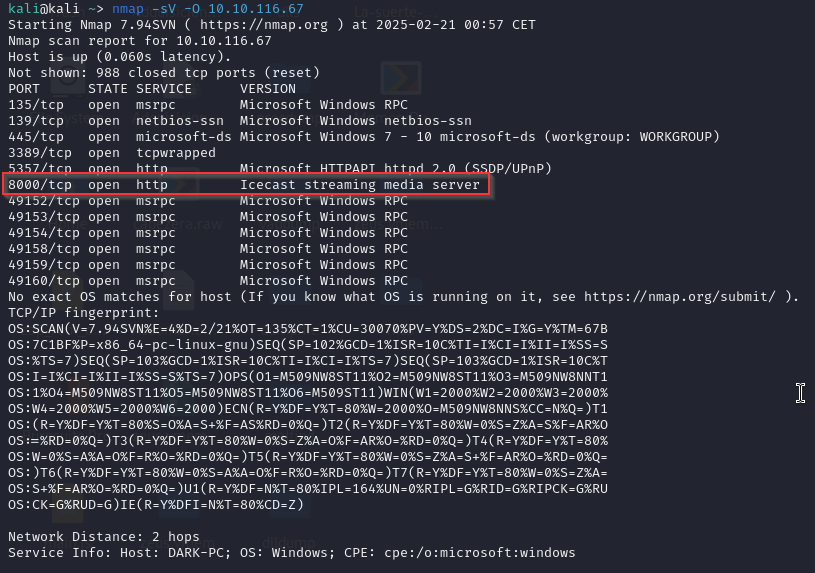 kali@kali ~> nmap -sV -O 10.10.116.67
Starting Nmap 7.94SVN ( https://nmap.org ) at 2025-02-21 00:57 CET
Nmap scan report for 10.10.116.67
Host is up (0.060s latency).
Not shown: 988 closed tcp ports (reset)
PORT      STATE SERVICE      VERSION
135/tcp   open  msrpc        Microsoft Windows RPC
139/tcp   open  netbios-ssn  Microsoft Windows netbios-ssn
445/tcp   open  microsoft-ds Microsoft Windows 7 - 10 microsoft-ds (workgroup: WORKGROUP)
3389/tcp  open  tcpwrapped
5357/tcp  open  http         Microsoft HTTPAPI httpd 2.0 (SSDP/UPnP)
8000/tcp  open  http         Icecast streaming media server
49152/tcp open  msrpc        Microsoft Windows RPC
49153/tcp open  msrpc        Microsoft Windows RPC
49154/tcp open  msrpc        Microsoft Windows RPC
49158/tcp open  msrpc        Microsoft Windows RPC
49159/tcp open  msrpc        Microsoft Windows RPC
49160/tcp open  msrpc        Microsoft Windows RPC
No exact OS matches for host (If you know what OS is running on it, see https://nmap.org/submit/ ).
TCP/IP fingerprint:
OS:SCAN(V=7.94SVN%E=4%D=2/21%OT=135%CT=1%CU=30070%PV=Y%DS=2%DC=I%G=Y%TM=67B
OS:7C1BF%P=x86_64-pc-linux-gnu)SEQ(SP=102%GCD=1%ISR=10C%TI=I%CI=I%II=I%SS=S
OS:%TS=7)SEQ(SP=103%GCD=1%ISR=10C%TI=I%CI=I%TS=7)SEQ(SP=103%GCD=1%ISR=10C%T
OS:I=I%CI=I%II=I%SS=S%TS=7)OPS(O1=M509NW8ST11%O2=M509NW8ST11%O3=M509NW8NNT1
OS:1%O4=M509NW8ST11%O5=M509NW8ST11%O6=M509ST11)WIN(W1=2000%W2=2000%W3=2000%
OS:W4=2000%W5=2000%W6=2000)ECN(R=Y%DF=Y%T=80%W=2000%O=M509NW8NNS%CC=N%Q=)T1
OS:(R=Y%DF=Y%T=80%S=O%A=S+%F=AS%RD=0%Q=)T2(R=Y%DF=Y%T=80%W=0%S=Z%A=S%F=AR%O
OS:=%RD=0%Q=)T3(R=Y%DF=Y%T=80%W=0%S=Z%A=O%F=AR%O=%RD=0%Q=)T4(R=Y%DF=Y%T=80%
OS:W=0%S=A%A=O%F=R%O=%RD=0%Q=)T5(R=Y%DF=Y%T=80%W=0%S=Z%A=S+%F=AR%O=%RD=0%Q=
OS:)T6(R=Y%DF=Y%T=80%W=0%S=A%A=O%F=R%O=%RD=0%Q=)T7(R=Y%DF=Y%T=80%W=0%S=Z%A=
OS:S+%F=AR%O=%RD=0%Q=)U1(R=Y%DF=N%T=80%IPL=164%UN=0%RIPL=G%RID=G%RIPCK=G%RU
OS:CK=G%RUD=G)IE(R=Y%DFI=N%T=80%CD=Z)
Network Distance: 2 hops
Service Info: Host: DARK-PC; OS: Windows; CPE: cpe:/o:microsoft:windows